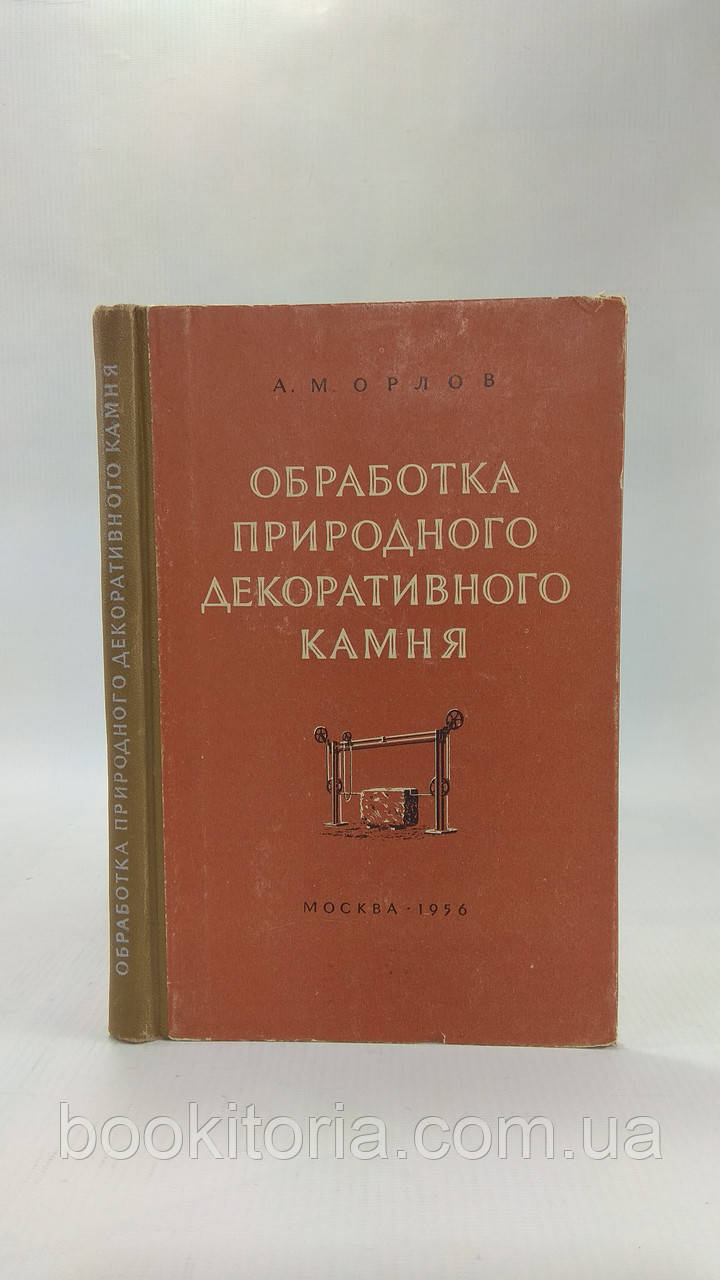 ОБРАБОТКА ПРИРОДНОГО ДЕКОРАТИВНОГО КАМНЯ
А. М. ОРЛОВ
ОБРАБОТКА
ПРИРОДНОГО
ДЕКОРАТИВНОГО
КАМНЯ
МОСКВА · 1956
bookitoria.com.ua